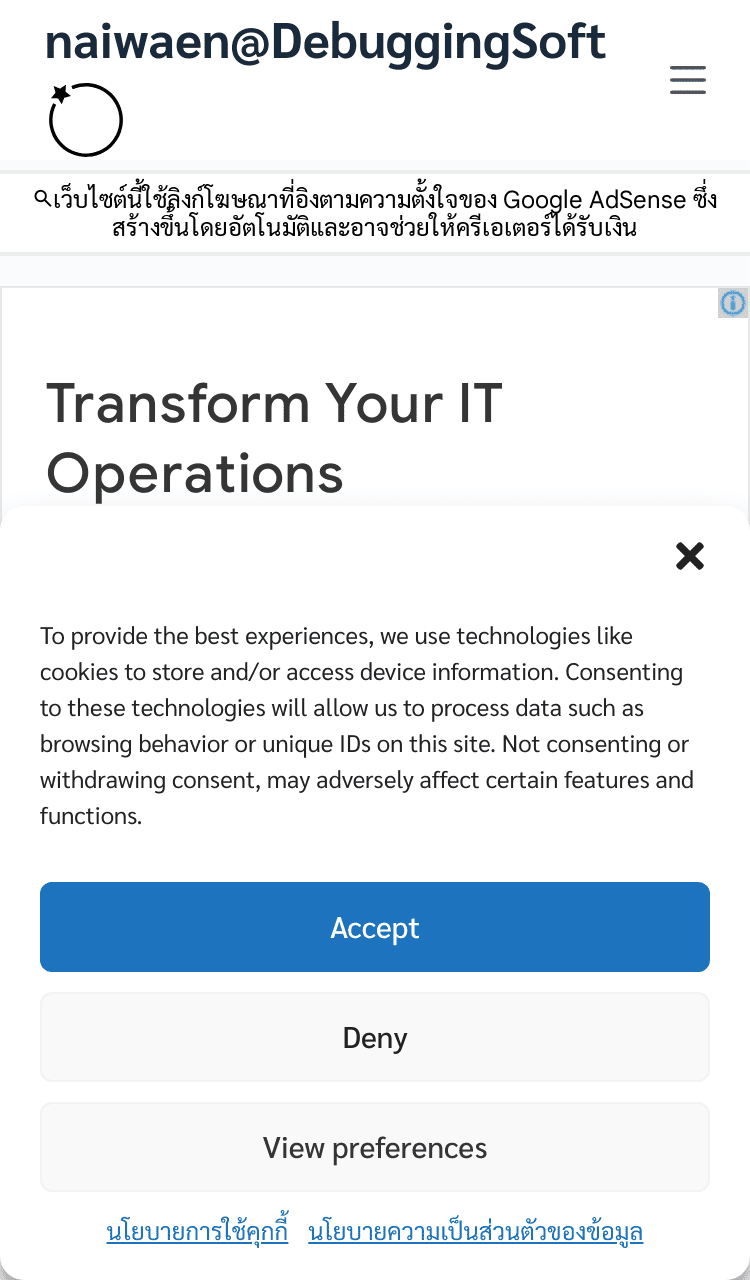 naiwaen@DebuggingSoft
เว็บไซต์นี้ใช้ลิงก์โฆษณาที่อิงตามความตั้งใจของ Google AdSense ซึ่ง
สร้างขึ้นโดยอัตโนมัติและอาจช่วยให้ครีเอเตอร์ได้รับเงิน
Transform Your IT
Operations
To provide the best experiences, we use technologies like
cookies to store and/or access device information. Consenting
to these technologies will allow us to process data such as
browsing behavior or unique IDs on this site. Not consenting or
withdrawing consent, may adversely affect certain features and
functions.
Accept
Deny
View preferences
นโยบายการใช้คุกกี้ นโยบายความเป็นส่วนตัวของข้อมูล